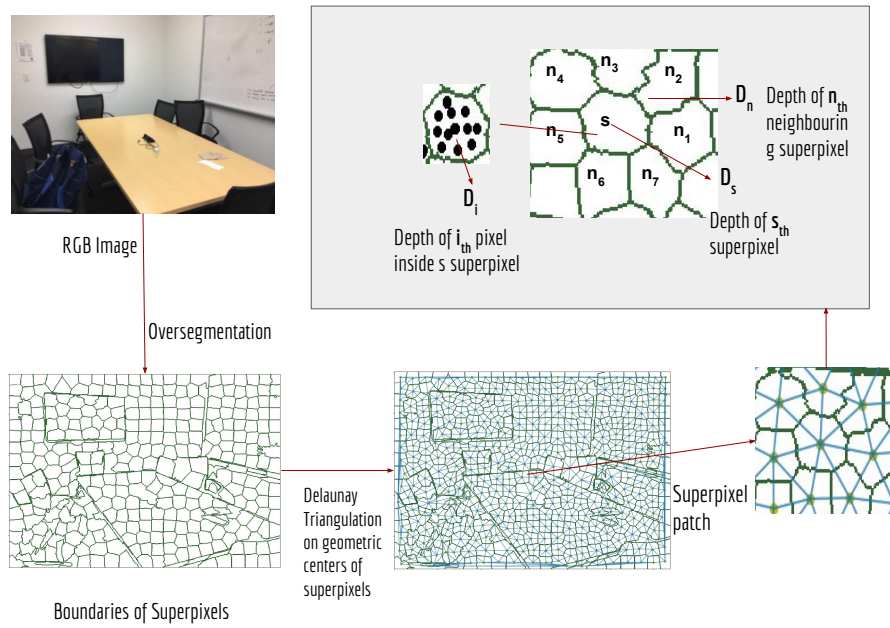 n₄
n₃
n₂
n₅
s
n₁
n₆
n₇
Dₙ
Depth of nₜₕ
neighbourin
g superpixel
Dᵢ
Dₛ
Depth of iₜₕ pixel
inside s superpixel
Depth of sₜₕ
superpixel
RGB Image
Oversegmentation
Delaunay
Triangulation
on geometric
centers of
superpixels
Superpixel
patch
Boundaries of Superpixels